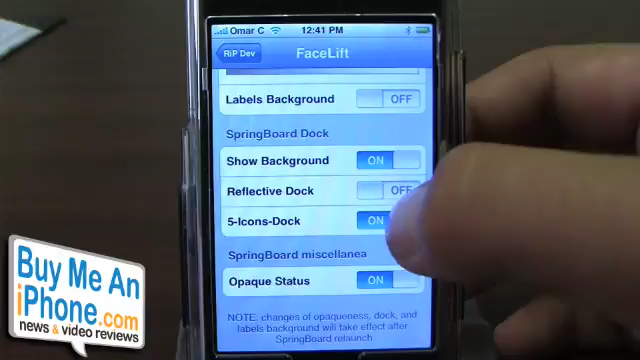 Omar C 12:41 PM
RiP Dev FaceLift
Labels Background OFF
SpringBoard Dock
Show Background ON
Reflective Dock OFF
5-Icons-Dock ON
SpringBoard miscellanea
Opaque Status ON
NOTE: changes of opaqueness, dock, and
labels background will take effect after
SpringBoard relaunch
Buy Me An
iPhone.com
news & video reviews